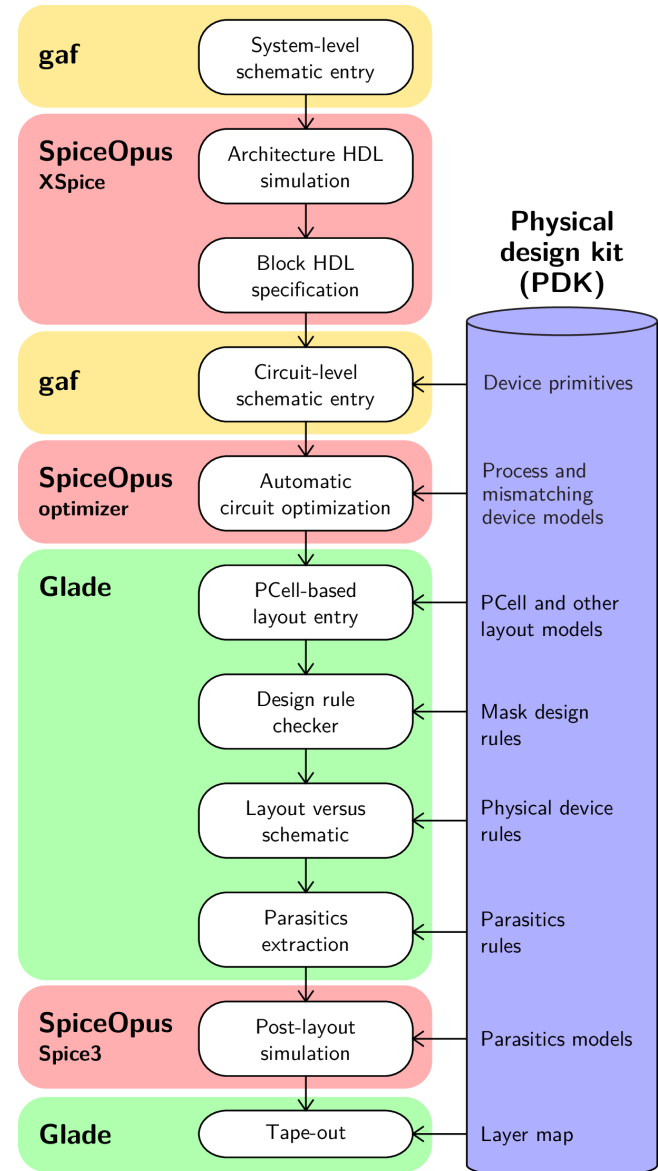 gaf
System-level
schematic entry
SpiceOpus
XSpice
Architecture HDL
simulation
Block HDL
specification
Physical
design kit
(PDK)
gaf
Circuit-level
schematic entry
Device primitives
SpiceOpus
optimizer
Automatic
circuit optimization
Process and
mismatching
device models
Glade
PCell-based
layout entry
PCell and other
layout models
Design rule
checker
Mask design
rules
Layout versus
schematic
Physical device
rules
Parasitics
extraction
Parasitics
rules
SpiceOpus
Spice3
Post-layout
simulation
Parasitics models
Glade
Tape-out
Layer map